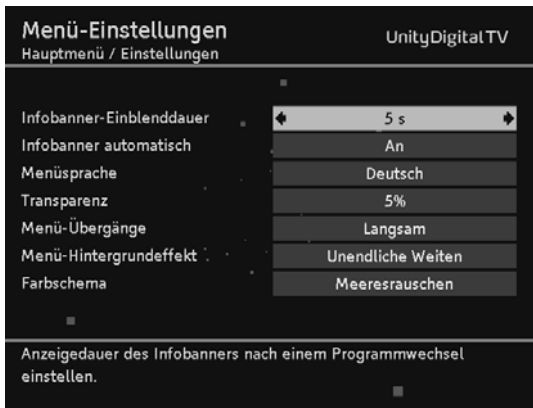 Menü-Einstellungen
UnityDigitalTV
Hauptmenü / Einstellungen
Infobanner-Einblenddauer 5 s
Infobanner automatisch An
Menüsprache Deutsch
Transparenz 5%
Menü-Übergänge Langsam
Menü-Hintergrundeffekt Unendliche Weiten
Farbschema Meeresrauschen
Anzeigedauer des Infobanners nach einem Programmwechsel
einstellen.